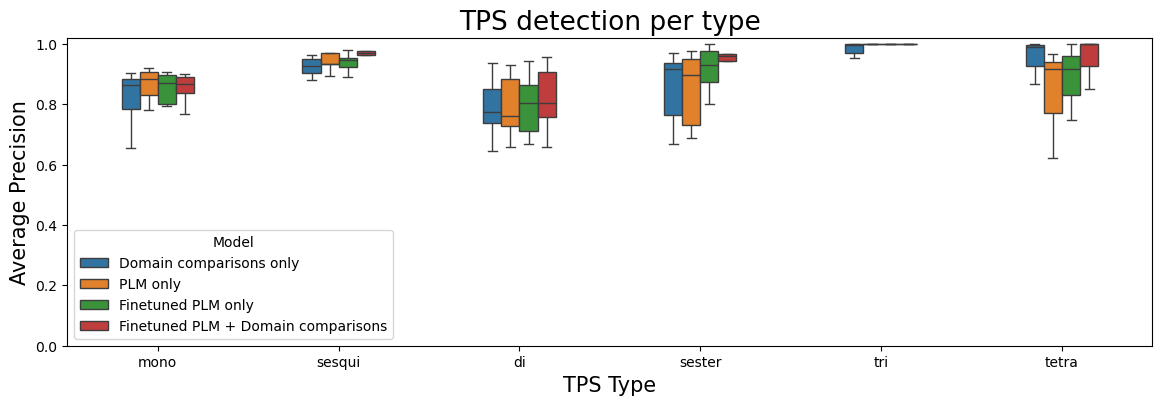 TPS detection per type
Average Precision
1.0
0.8
0.6
0.4
0.2
0.0
Model
Domain comparisons only
PLM only
Finetuned PLM only
Finetuned PLM + Domain comparisons
mono sesqui di sester tri tetra
TPS Type